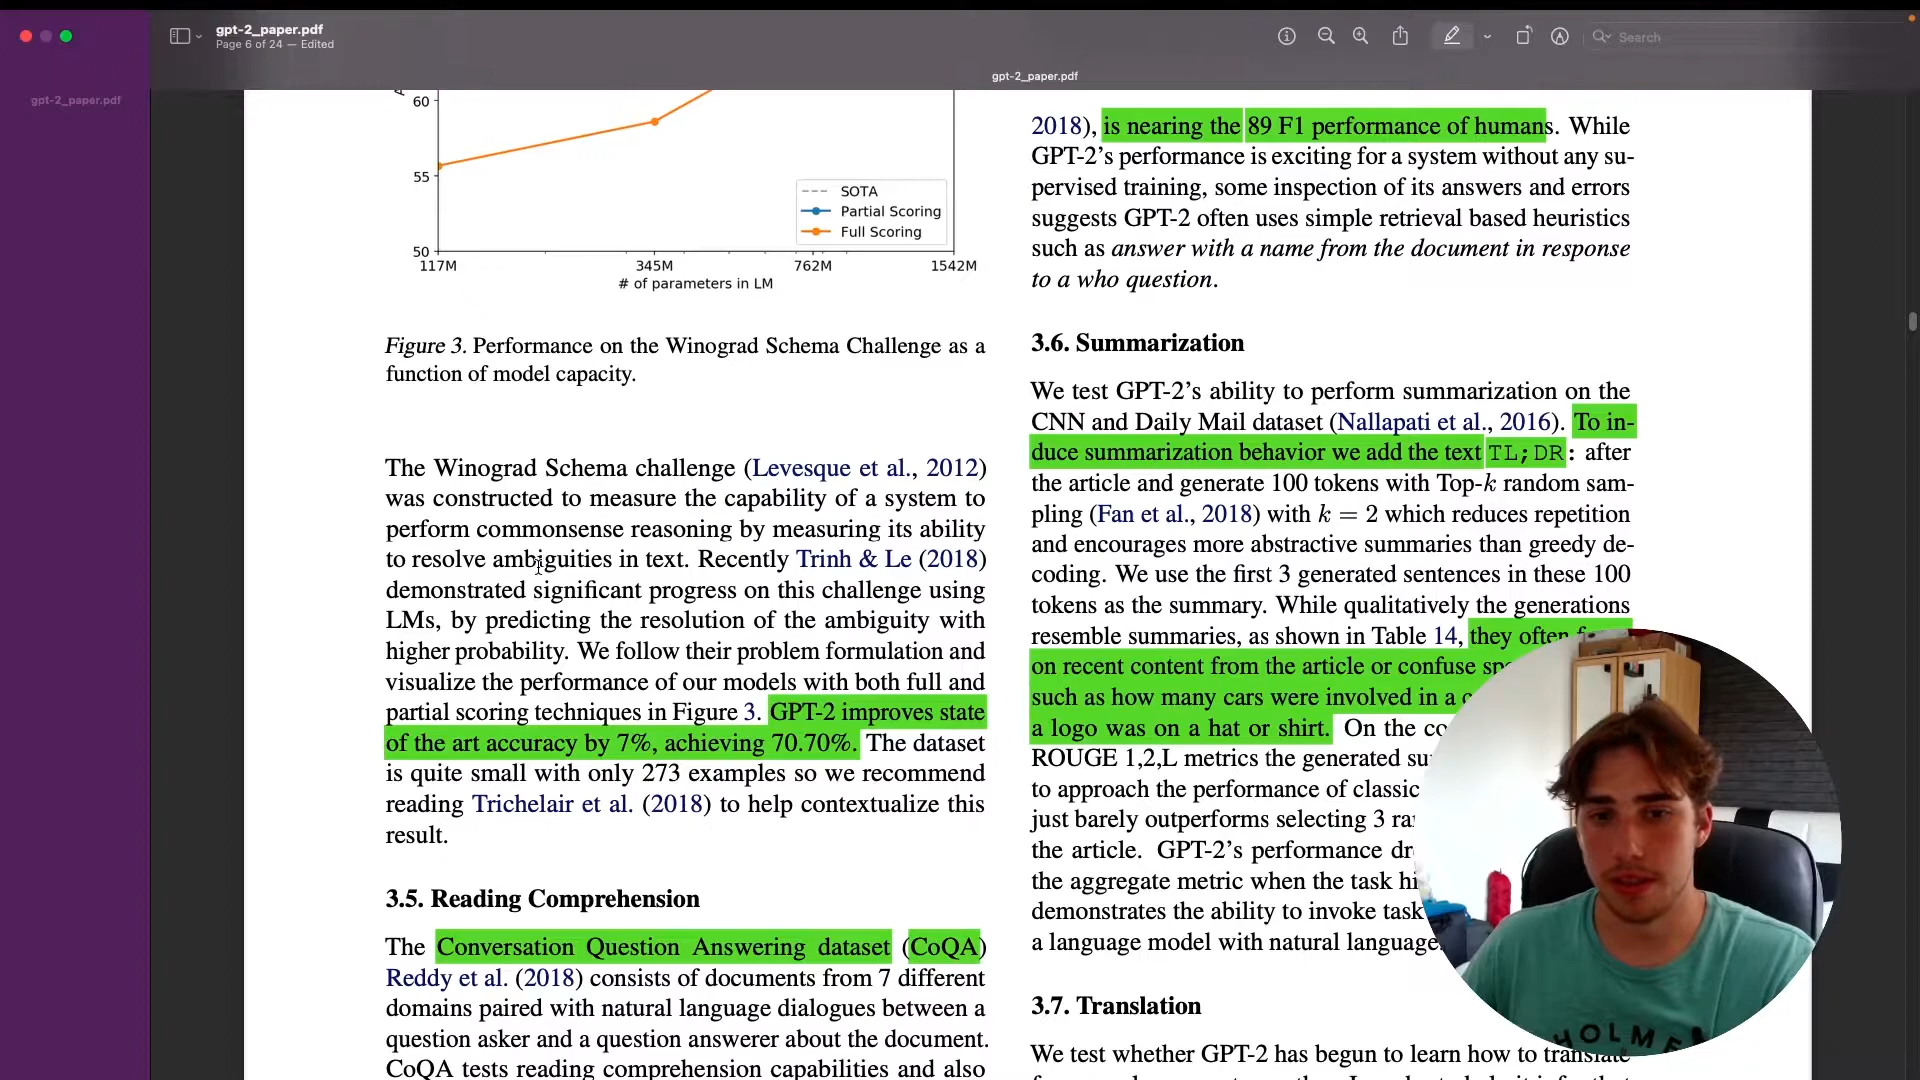 gpt-2_paper.pdf
Page 6 of 24 — Edited
Search
gpt-2_paper.pdf
gpt-2_paper.pdf
60
55
50
SOTA
Partial Scoring
Full Scoring
117M 345M 762M 1542M
# of parameters in LM
Figure 3. Performance on the Winograd Schema Challenge as a
function of model capacity.
The Winograd Schema challenge (Levesque et al., 2012)
was constructed to measure the capability of a system to
perform commonsense reasoning by measuring its ability
to resolve ambiguities in text. Recently Trinh & Le (2018)
demonstrated significant progress on this challenge using
LMs, by predicting the resolution of the ambiguity with
higher probability. We follow their problem formulation and
visualize the performance of our models with both full and
partial scoring techniques in Figure 3. GPT-2 improves state
of the art accuracy by 7%, achieving 70.70%. The dataset
is quite small with only 273 examples so we recommend
reading Trichelair et al. (2018) to help contextualize this
result.
3.5. Reading Comprehension
The Conversation Question Answering dataset (CoQA)
Reddy et al. (2018) consists of documents from 7 different
domains paired with natural language dialogues between a
question asker and a question answerer about the document.
CoQA tests reading comprehension capabilities and also
2018), is nearing the 89 F1 performance of humans. While
GPT-2's performance is exciting for a system without any su-
pervised training, some inspection of its answers and errors
suggests GPT-2 often uses simple retrieval based heuristics
such as answer with a name from the document in response
to a who question.
3.6. Summarization
We test GPT-2's ability to perform summarization on the
CNN and Daily Mail dataset (Nallapati et al., 2016). To in-
duce summarization behavior we add the text TL;DR: after
the article and generate 100 tokens with Top-k random sam-
pling (Fan et al., 2018) with k = 2 which reduces repetition
and encourages more abstractive summaries than greedy de-
coding. We use the first 3 generated sentences in these 100
tokens as the summary. While qualitatively the generations
resemble summaries, as shown in Table 14, they often
on recent content from the article or confuse
such as how many cars were involved in a
a logo was on a hat or shirt. On the
ROUGE 1,2,L metrics the generated
to approach the performance of classic
just barely outperforms selecting 3
the article. GPT-2's performance
the aggregate metric when the task
demonstrates the ability to invoke task
a language model with natural language
3.7. Translation
We test whether GPT-2 has begun to learn how to translate
HOLME